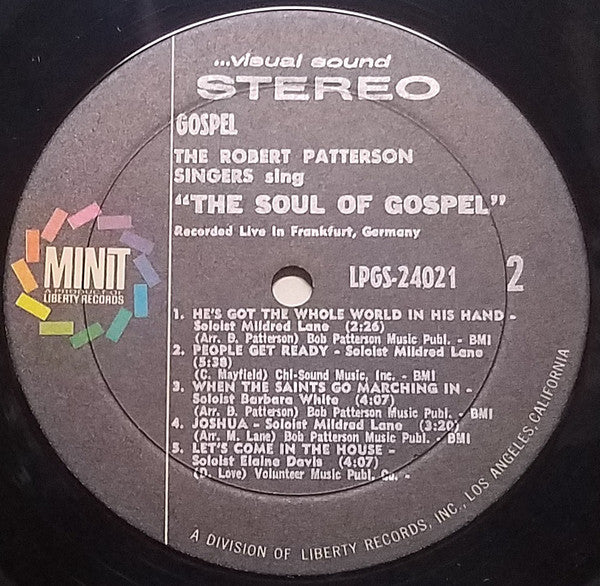 ...visual sound
STEREO
GOSPEL
THE ROBERT PATTERSON
SINGERS sing
"THE SOUL OF GOSPEL"
Recorded Live in Frankfurt, Germany
MINIT
A PRODUCT OF
LIBERTY RECORDS
LPGS-24021
2
1. HE'S GOT THE WHOLE WORLD IN HIS HAND -
Soloist Mildred Lane (2:26)
(Arr. B. Patterson) Bob Patterson Music Publ. - BMI
2. PEOPLE GET READY - Soloist Mildred Lane
(5:38)
(C. Mayfield) Chi-Sound Music, Inc. - BMI
3. WHEN THE SAINTS GO MARCHING IN -
Soloist Barbara White (4:07)
(Arr. B. Patterson) Bob Patterson Music Publ. - BMI
4. JOSHUA - Soloist Mildred Lane (3:20)
(Arr. M. Lane) Bob Patterson Music Publ. - BMI
5. LET'S COME IN THE HOUSE -
Soloist Elaine Davis (4:07)
(D. Love) Volunteer Music Publ. Co. -
A DIVISION OF LIBERTY RECORDS, INC., LOS ANGELES, CALIFORNIA